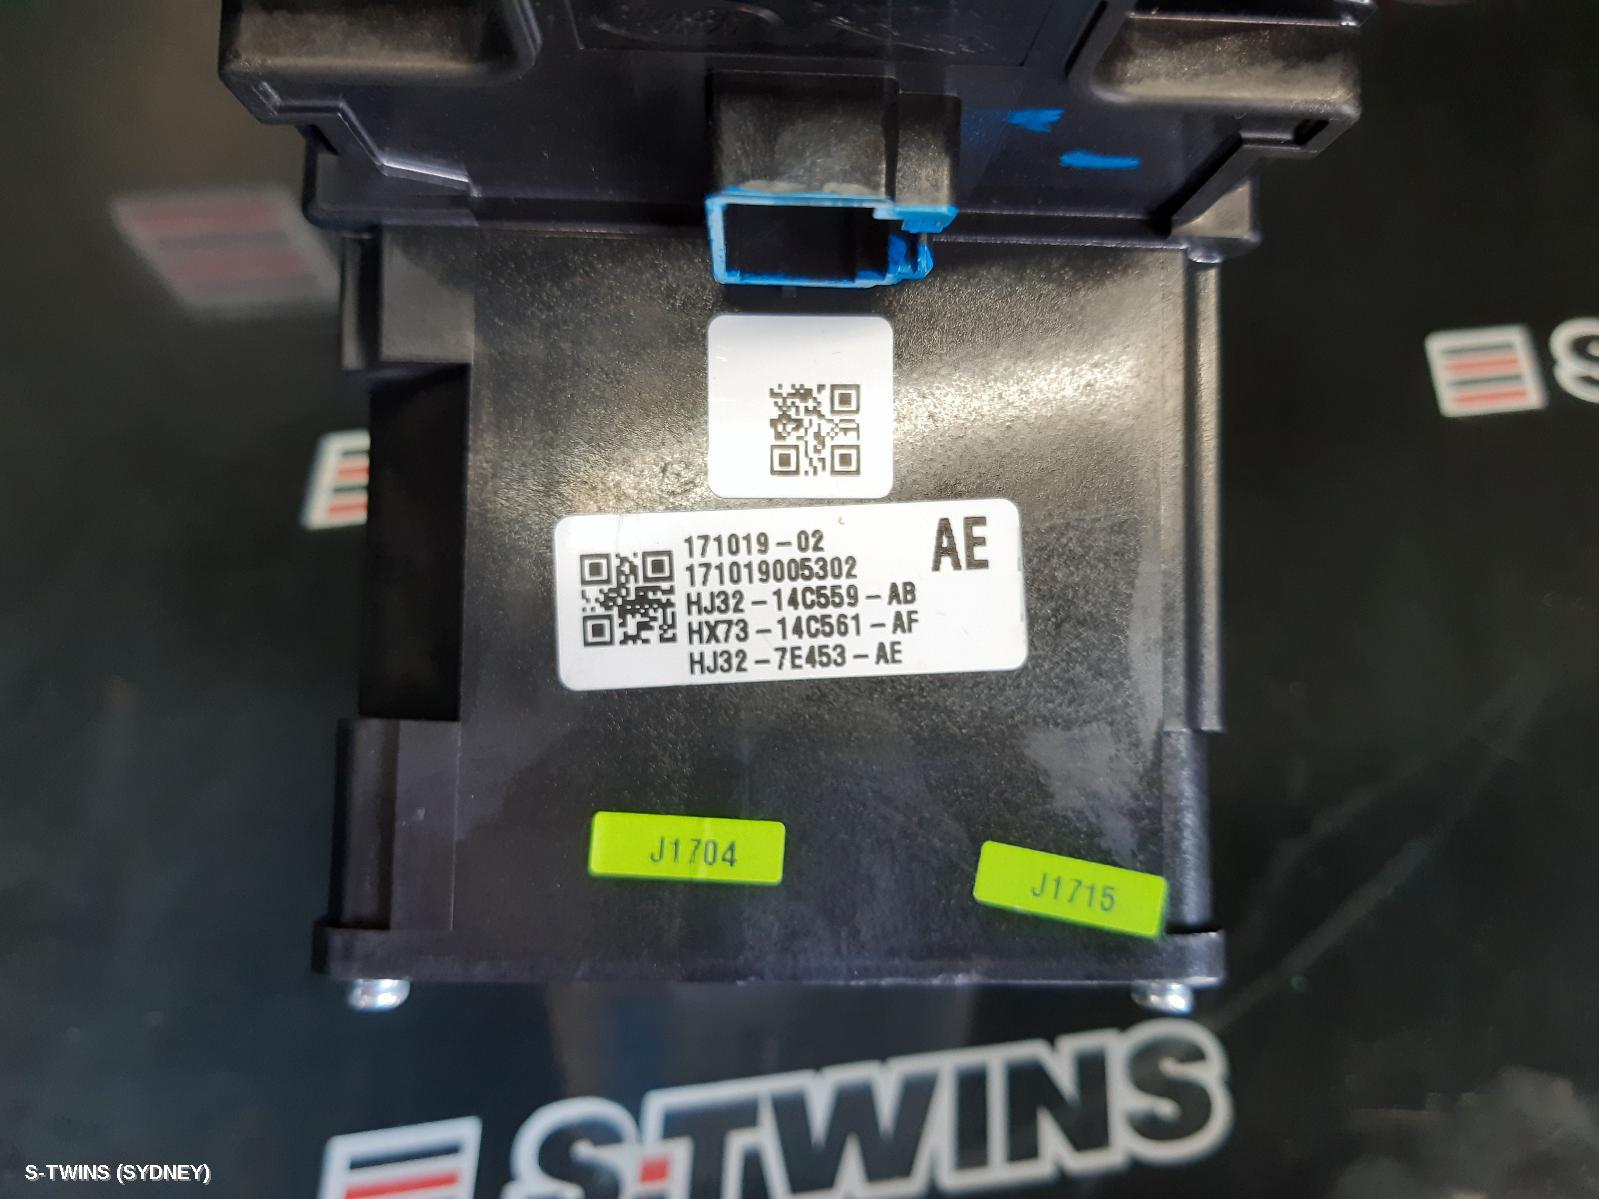 171019-02
AE
171019005302
HJ32-14C559-AB
HX73-14C561-AF
HJ32-7E453-AE
J1704
J1715
S-TWINS
S-TWINS (SYDNEY)